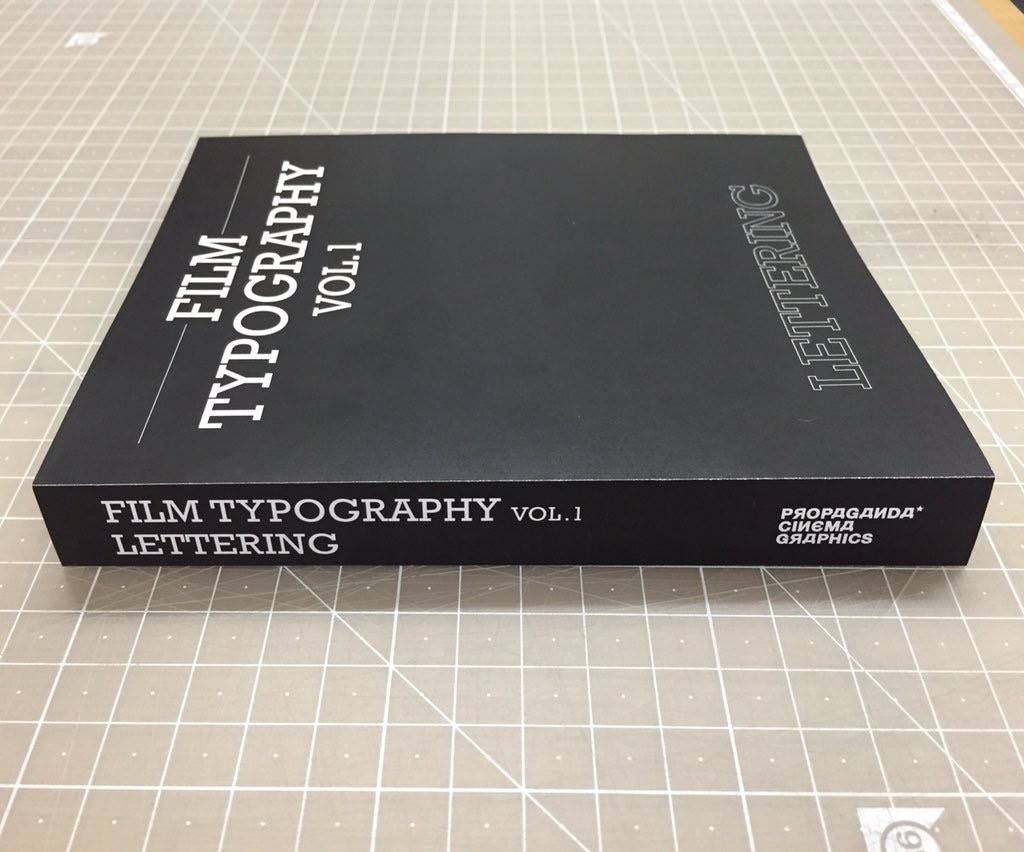 FILM
TYPOGRAPHY
VOL.1
LETTERING
FILM TYPOGRAPHY VOL.1
LETTERING
PROPAGANDA*
CINEMA
GRAPHICS